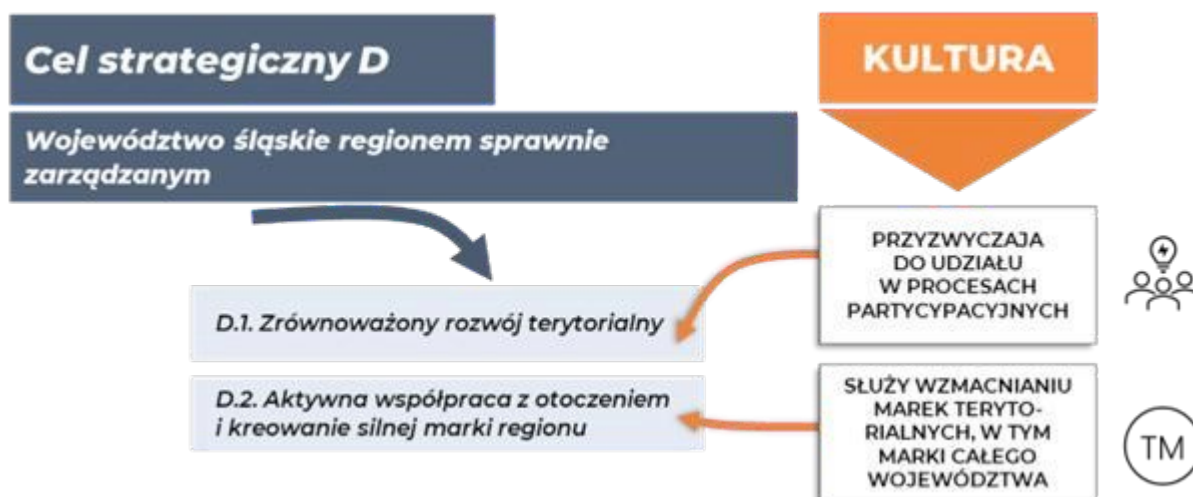 Cel strategiczny D
Województwo śląskie regionem sprawnie
zarządzanym
D.1. Zrównoważony rozwój terytorialny
D.2. Aktywna współpraca z otoczeniem
i kreowanie silnej marki regionu
KULTURA
PRZYZWYCZAJA
DO UDZIAŁU
W PROCESACH
PARTYCYPACYJNYCH
SŁUŻY WZMACNIANIU
MAREK TERYTO-
RIALNYCH, W TYM
MARKI CAŁEGO
WOJEWÓDZTWA
TM